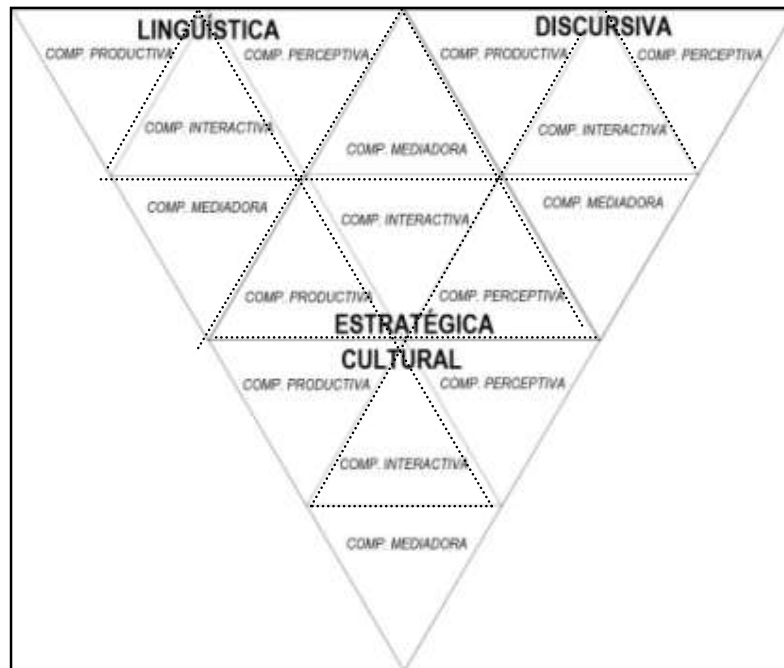 LINGÜÍSTICA
DISCURSIVA
COMP. PRODUCTIVA
COMP. PERCEPTIVA
COMP. PRODUCTIVA
COMP. PERCEPTIVA
COMP. INTERACTIVA
COMP. INTERACTIVA
COMP. MEDIADORA
COMP. MEDIADORA
COMP. INTERACTIVA
COMP. MEDIADORA
COMP. PRODUCTIVA
COMP. PERCEPTIVA
ESTRATÉGICA
CULTURAL
COMP. PRODUCTIVA
COMP. PERCEPTIVA
COMP. INTERACTIVA
COMP. MEDIADORA